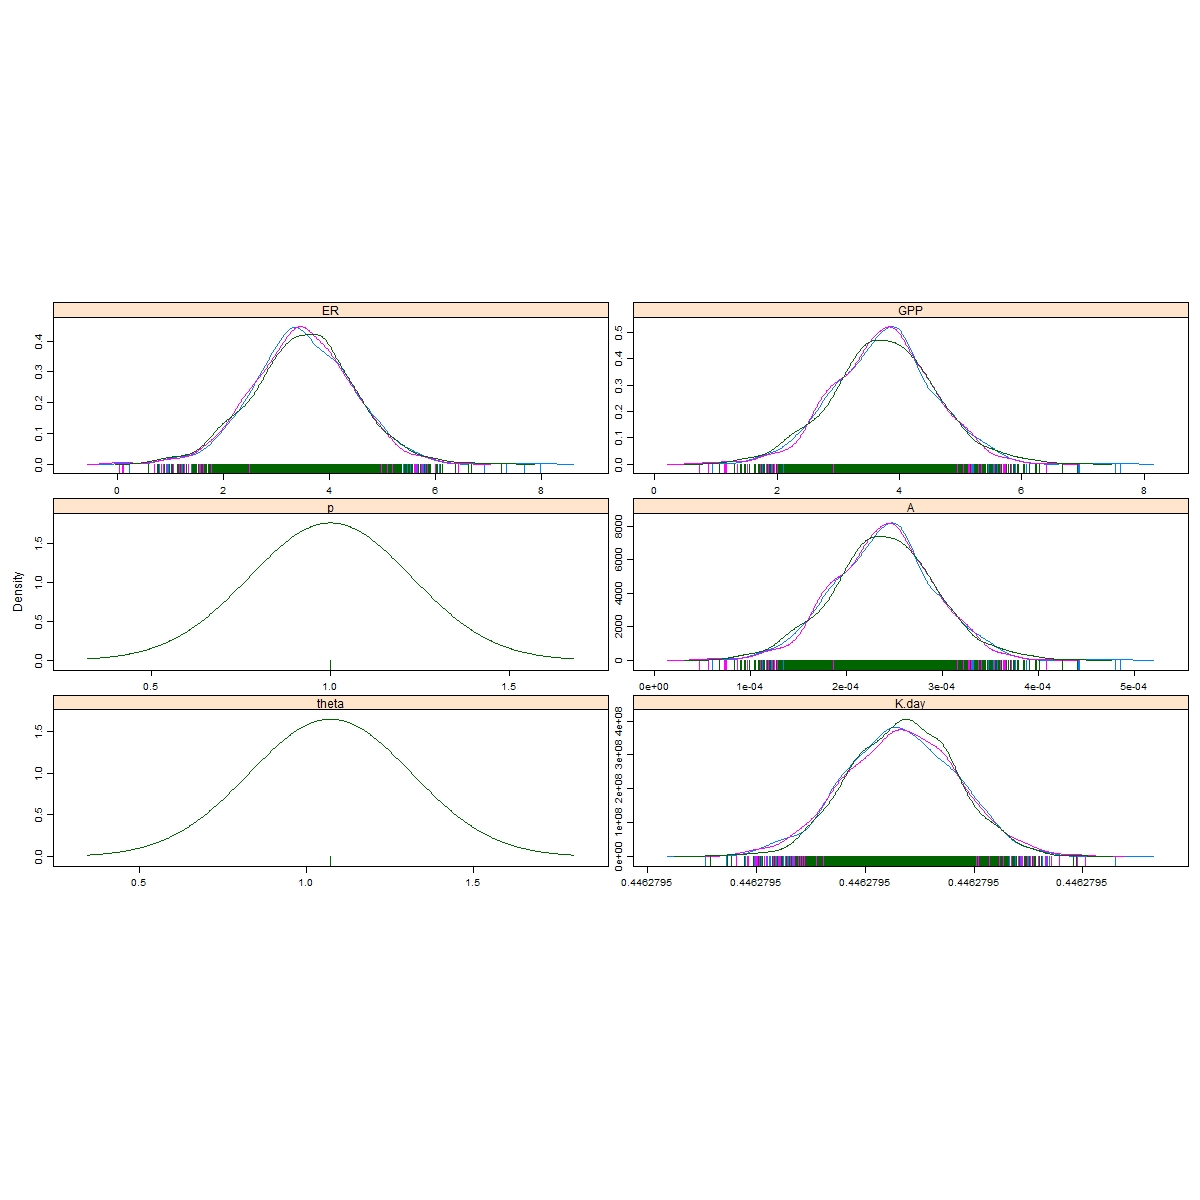 ER
GPP
0.0 0.1 0.2 0.3 0.4
0.0 0.1 0.2 0.3 0.4 0.5
0 2 4 6 8
0 2 4 6 8
p
A
Density
0.0 0.5 1.0 1.5
0 2000 4000 6000 8000
0.5 1.0 1.5
0e+00 1e-04 2e-04 3e-04 4e-04 5e-04
theta
K.day
0.0 0.5 1.0 1.5
0e+00 1e+08 2e+08 3e+08 4e+08
0.5 1.0 1.5
0.4462795 0.4462795 0.4462795 0.4462795 0.4462795